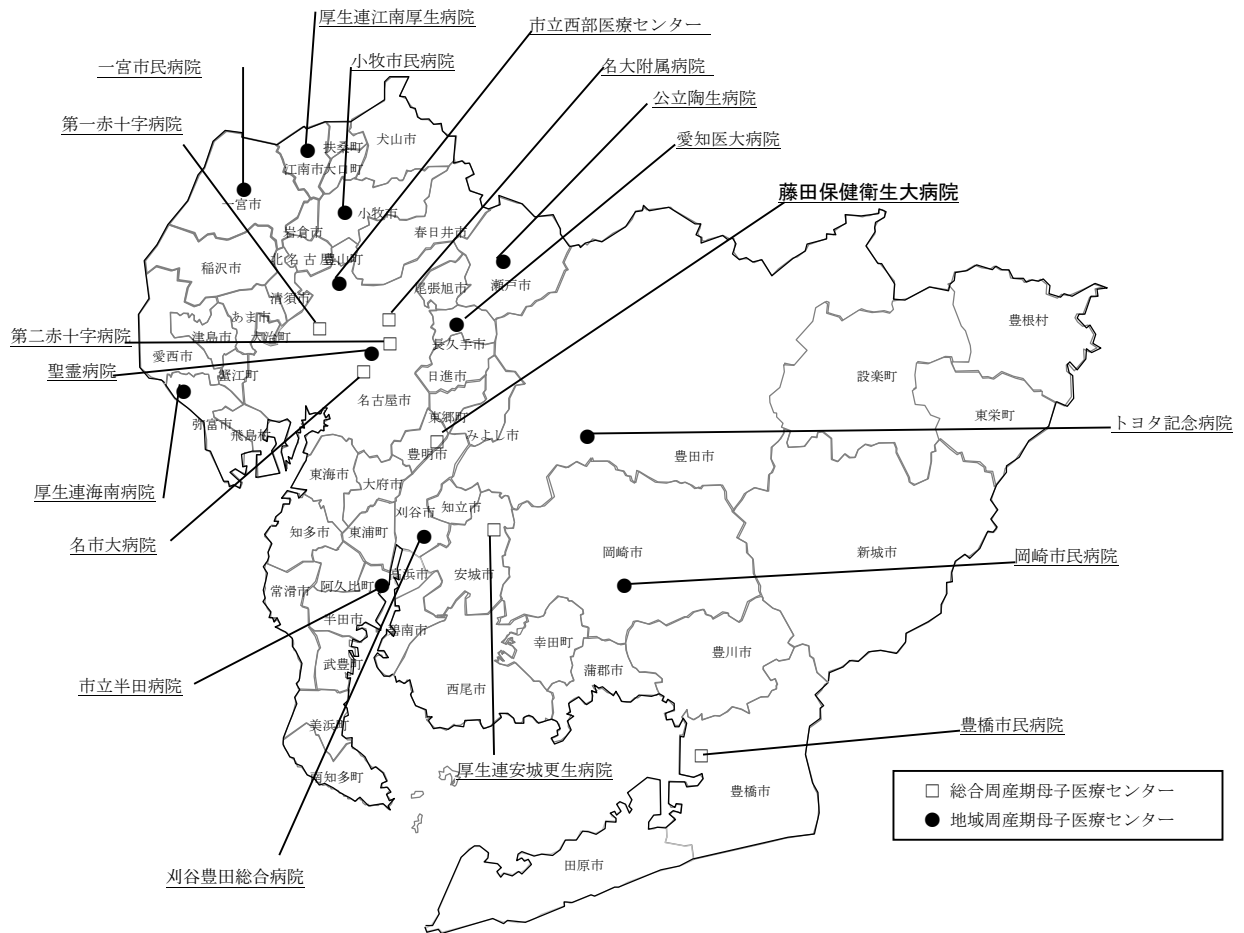 厚生連江南厚生病院
市立西部医療センター
小牧市民病院
名大附属病院
一宮市民病院
公立陶生病院
第一赤十字病院
愛知医大病院
藤田保健衛生大病院
犬山市
扶桑町
江南市
大口町
一宮市
小牧市
岩倉市
春日井市
北名古屋
豊山町
稲沢市
尾張旭市
瀬戸市
清須市
あま市
津島市
大治町
第二赤十字病院
長久手市
愛西市
聖霊病院
蟹江町
日進市
名古屋市
弥富市
飛島村
東郷町
みよし市
豊明市
豊根村
設楽町
東栄町
トヨタ記念病院
豊田市
東海市
大府市
厚生連海南病院
刈谷市
知立市
知多市
東浦町
名市大病院
岡崎市
新城市
岡崎市民病院
高浜市
安城市
常滑市
阿久比町
半田市
碧南市
幸田町
豊川市
武豊町
蒲郡市
市立半田病院
西尾市
美浜町
豊橋市民病院
南知多町
厚生連安城更生病院
豊橋市
□ 総合周産期母子医療センター
● 地域周産期母子医療センター
田原市
刈谷豊田総合病院